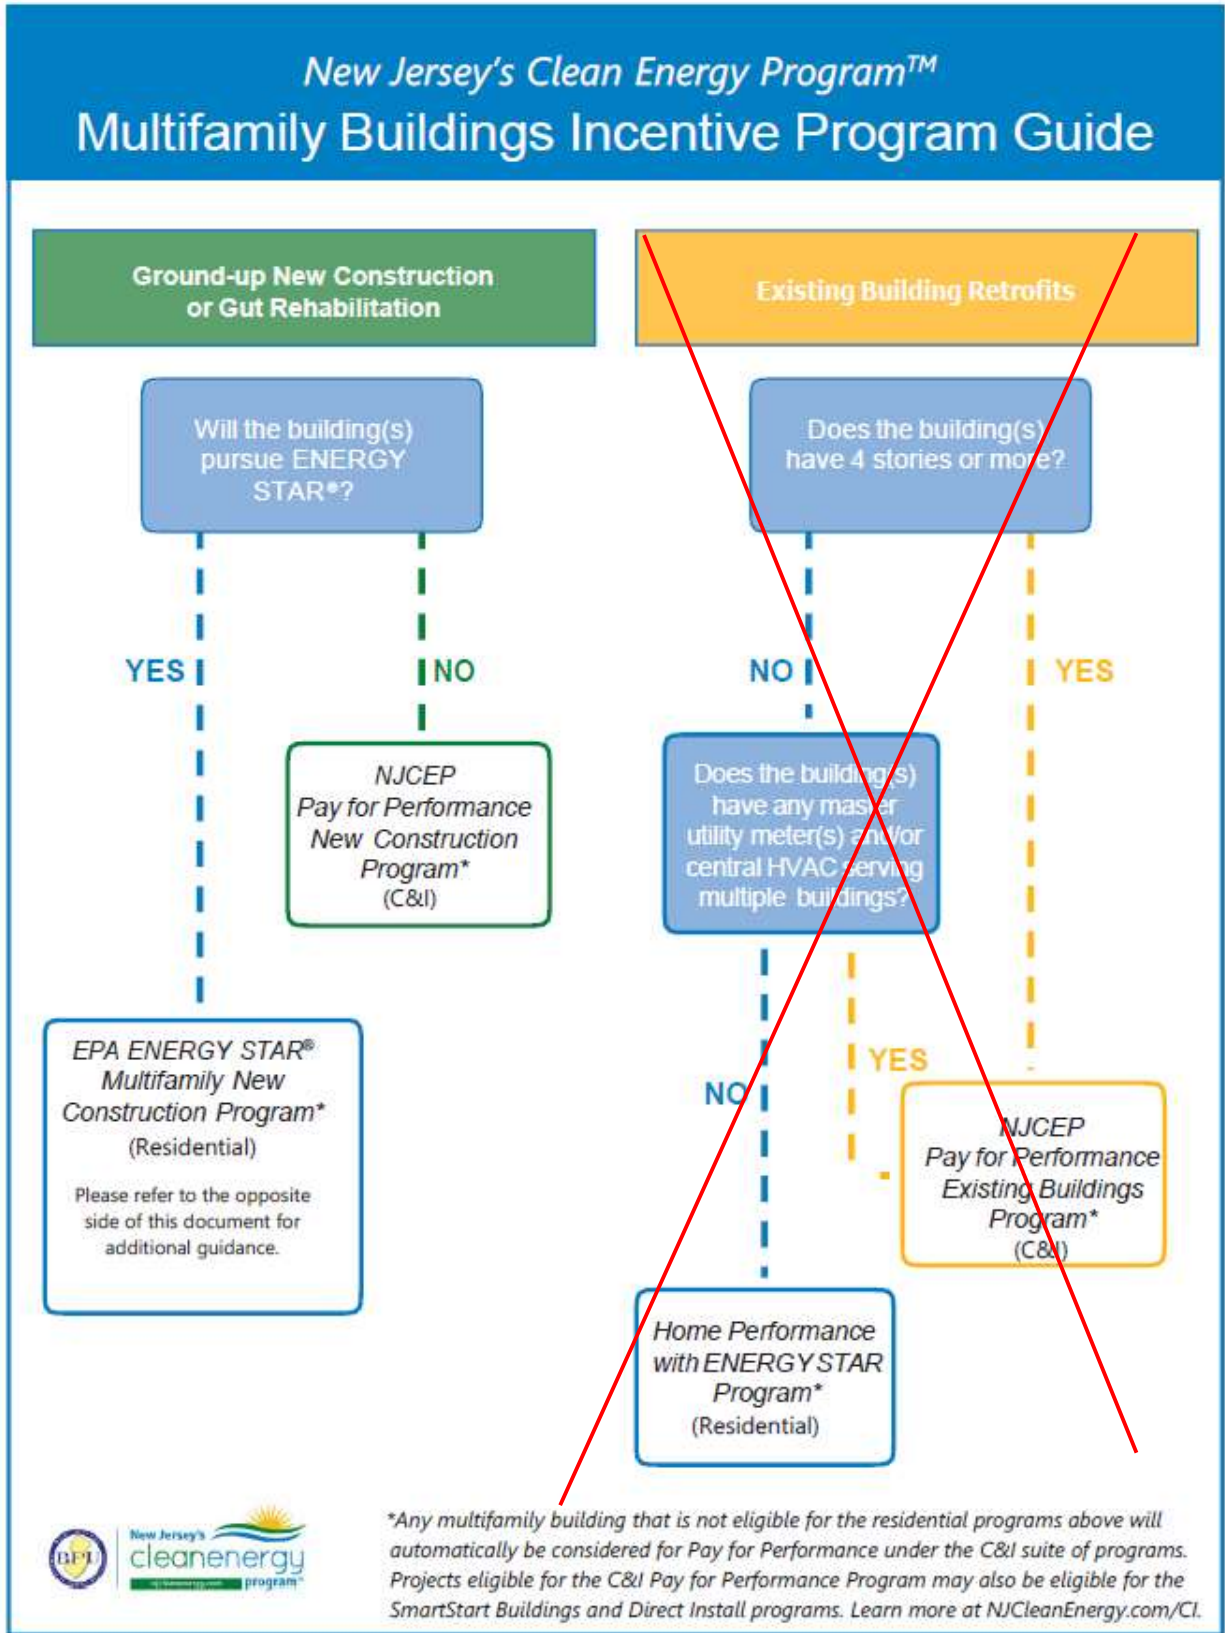 New Jersey's Clean Energy Program™
Multifamily Buildings Incentive Program Guide
Ground-up New Construction
or Gut Rehabilitation
Existing Building Retrofits
Will the building(s)
pursue ENERGY
STAR®?
Does the building(s)
have 4 stories or more?
YES
NO
NO
YES
NJCEP
Pay for Performance
New Construction
Program*
(C&I)
Does the building(s)
have any master
utility meter(s) and/or
central HVAC serving
multiple buildings?
EPA ENERGY STAR®
Multifamily New
Construction Program*
(Residential)
Please refer to the opposite
side of this document for
additional guidance.
NO
YES
NJCEP
Pay for Performance
Existing Buildings
Program*
(C&I)
Home Performance
with ENERGY STAR
Program*
(Residential)
BPU
New Jersey's
cleanenergy
njcleanenergy.com
program™
*Any multifamily building that is not eligible for the residential programs above will
automatically be considered for Pay for Performance under the C&I suite of programs.
Projects eligible for the C&I Pay for Performance Program may also be eligible for the
SmartStart Buildings and Direct Install programs. Learn more at NJCleanEnergy.com/CI.